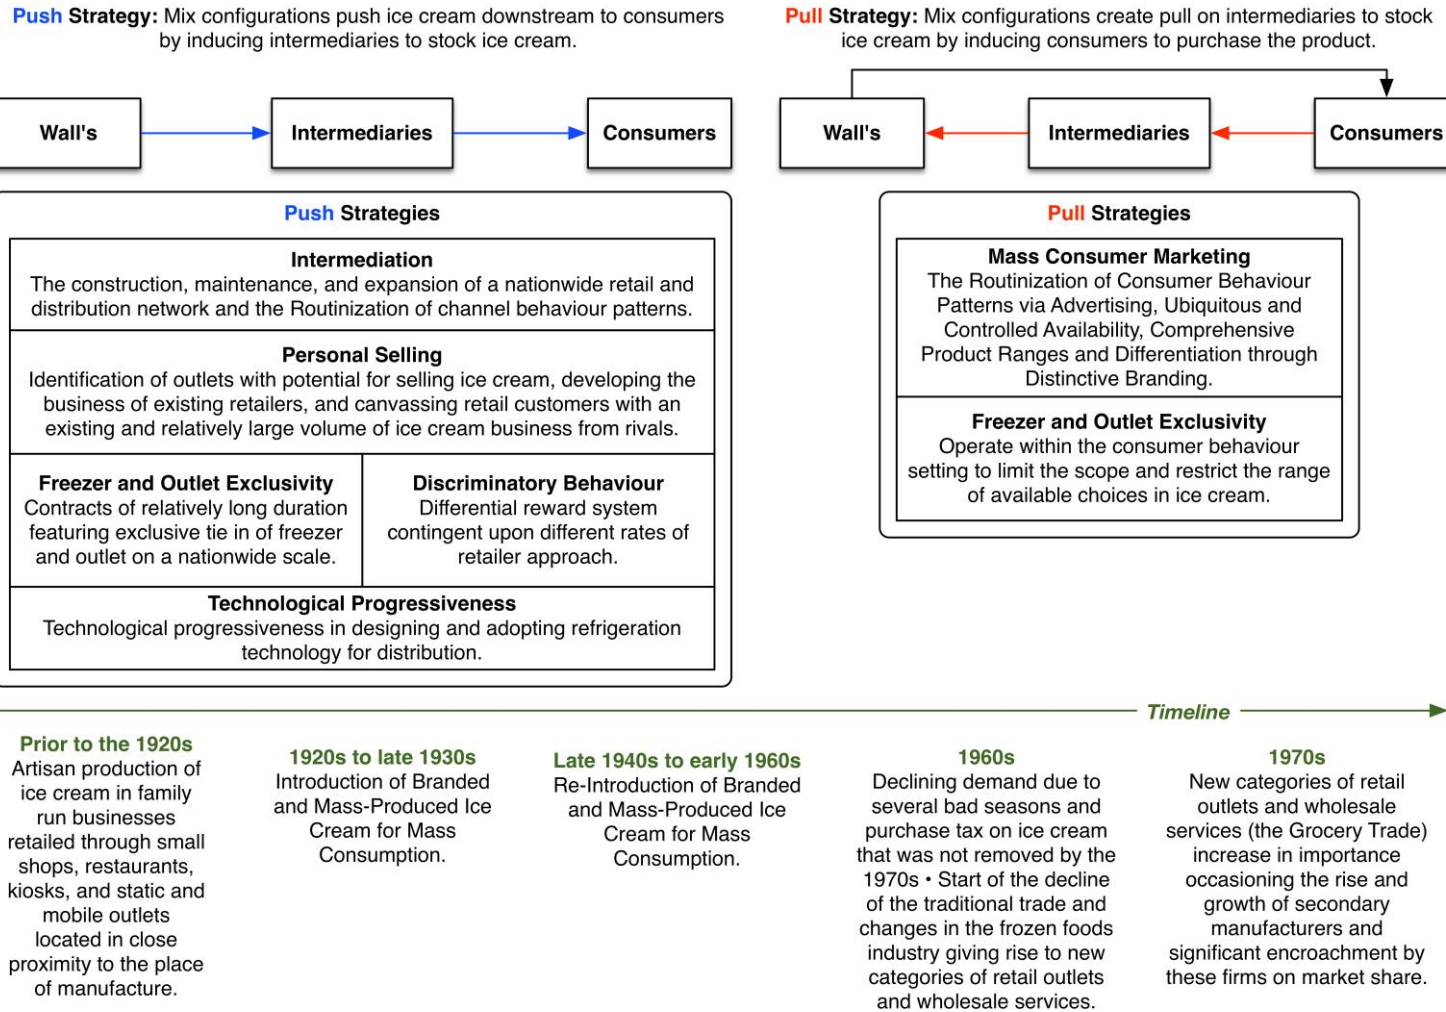 Push Strategy: Mix configurations push ice cream downstream to consumers
by inducing intermediaries to stock ice cream.
Wall's
Intermediaries
Consumers
Push Strategies
Intermediation
The construction, maintenance, and expansion of a nationwide retail and
distribution network and the Routinization of channel behaviour patterns.
Personal Selling
Identification of outlets with potential for selling ice cream, developing the
business of existing retailers, and canvassing retail customers with an
existing and relatively large volume of ice cream business from rivals.
Freezer and Outlet Exclusivity
Contracts of relatively long duration
featuring exclusive tie in of freezer
and outlet on a nationwide scale.
Discriminatory Behaviour
Differential reward system
contingent upon different rates of
retailer approach.
Technological Progressiveness
Technological progressiveness in designing and adopting refrigeration
technology for distribution.
Pull Strategy: Mix configurations create pull on intermediaries to stock
ice cream by inducing consumers to purchase the product.
Wall's
Intermediaries
Consumers
Pull Strategies
Mass Consumer Marketing
The Routinization of Consumer Behaviour
Patterns via Advertising, Ubiquitous and
Controlled Availability, Comprehensive
Product Ranges and Differentiation through
Distinctive Branding.
Freezer and Outlet Exclusivity
Operate within the consumer behaviour
setting to limit the scope and restrict the range
of available choices in ice cream.
Timeline
Prior to the 1920s
Artisan production of
ice cream in family
run businesses
retailed through small
shops, restaurants,
kiosks, and static and
mobile outlets
located in close
proximity to the place
of manufacture.
1920s to late 1930s
Introduction of Branded
and Mass-Produced Ice
Cream for Mass
Consumption.
Late 1940s to early 1960s
Re-Introduction of Branded
and Mass-Produced Ice
Cream for Mass
Consumption.
1960s
Declining demand due to
several bad seasons and
purchase tax on ice cream
that was not removed by the
1970s • Start of the decline
of the traditional trade and
changes in the frozen foods
industry giving rise to new
categories of retail outlets
and wholesale services.
1970s
New categories of retail
outlets and wholesale
services (the Grocery Trade)
increase in importance
occasioning the rise and
growth of secondary
manufacturers and
significant encroachment by
these firms on market share.